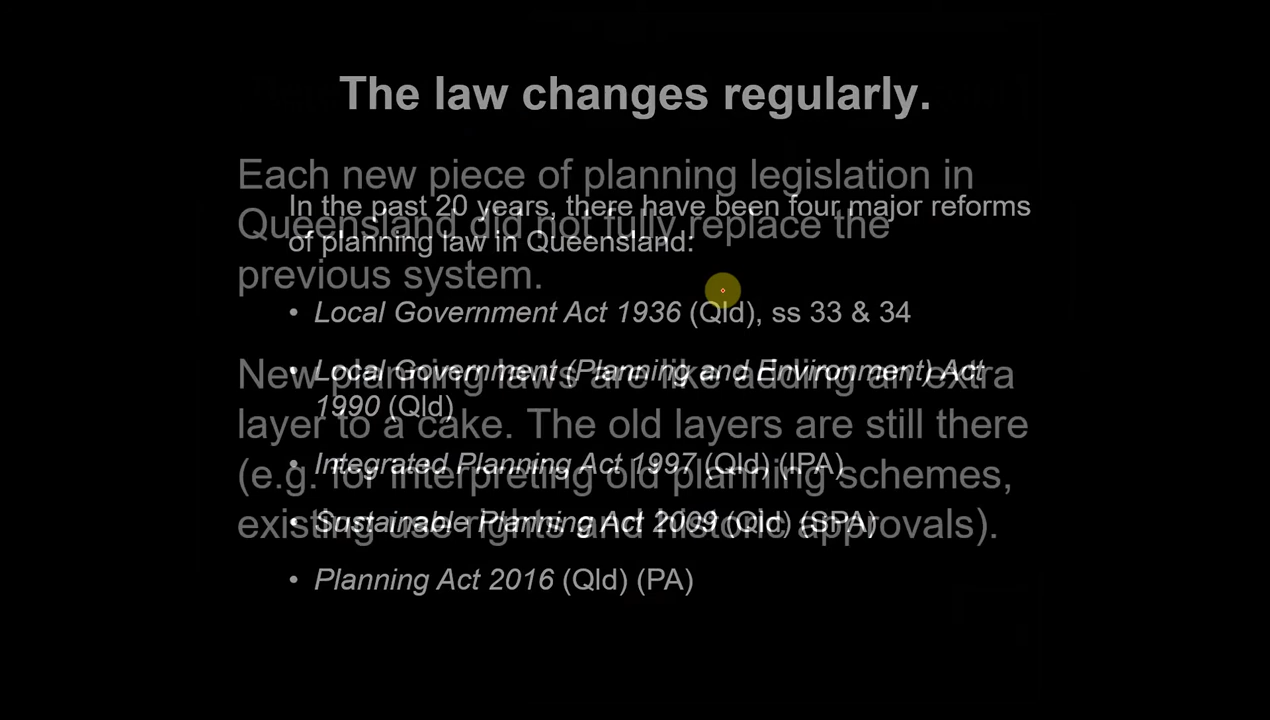 The law changes regularly.
Each new piece of planning legislation in
Queensland did not fully replace the
previous system.
New planning laws are like adding an extra
layer to a cake. The old layers are still there
(e.g. for interpreting old planning schemes,
existing use rights and historic approvals).
In the past 20 years, there have been four major reforms
of planning law in Queensland:
• Local Government Act 1936 (Qld), ss 33 & 34
• Local Government (Planning and Environment) Act
1990 (Qld)
• Integrated Planning Act 1997 (Qld) (IPA)
• Sustainable Planning Act 2009 (Qld) (SPA)
• Planning Act 2016 (Qld) (PA)